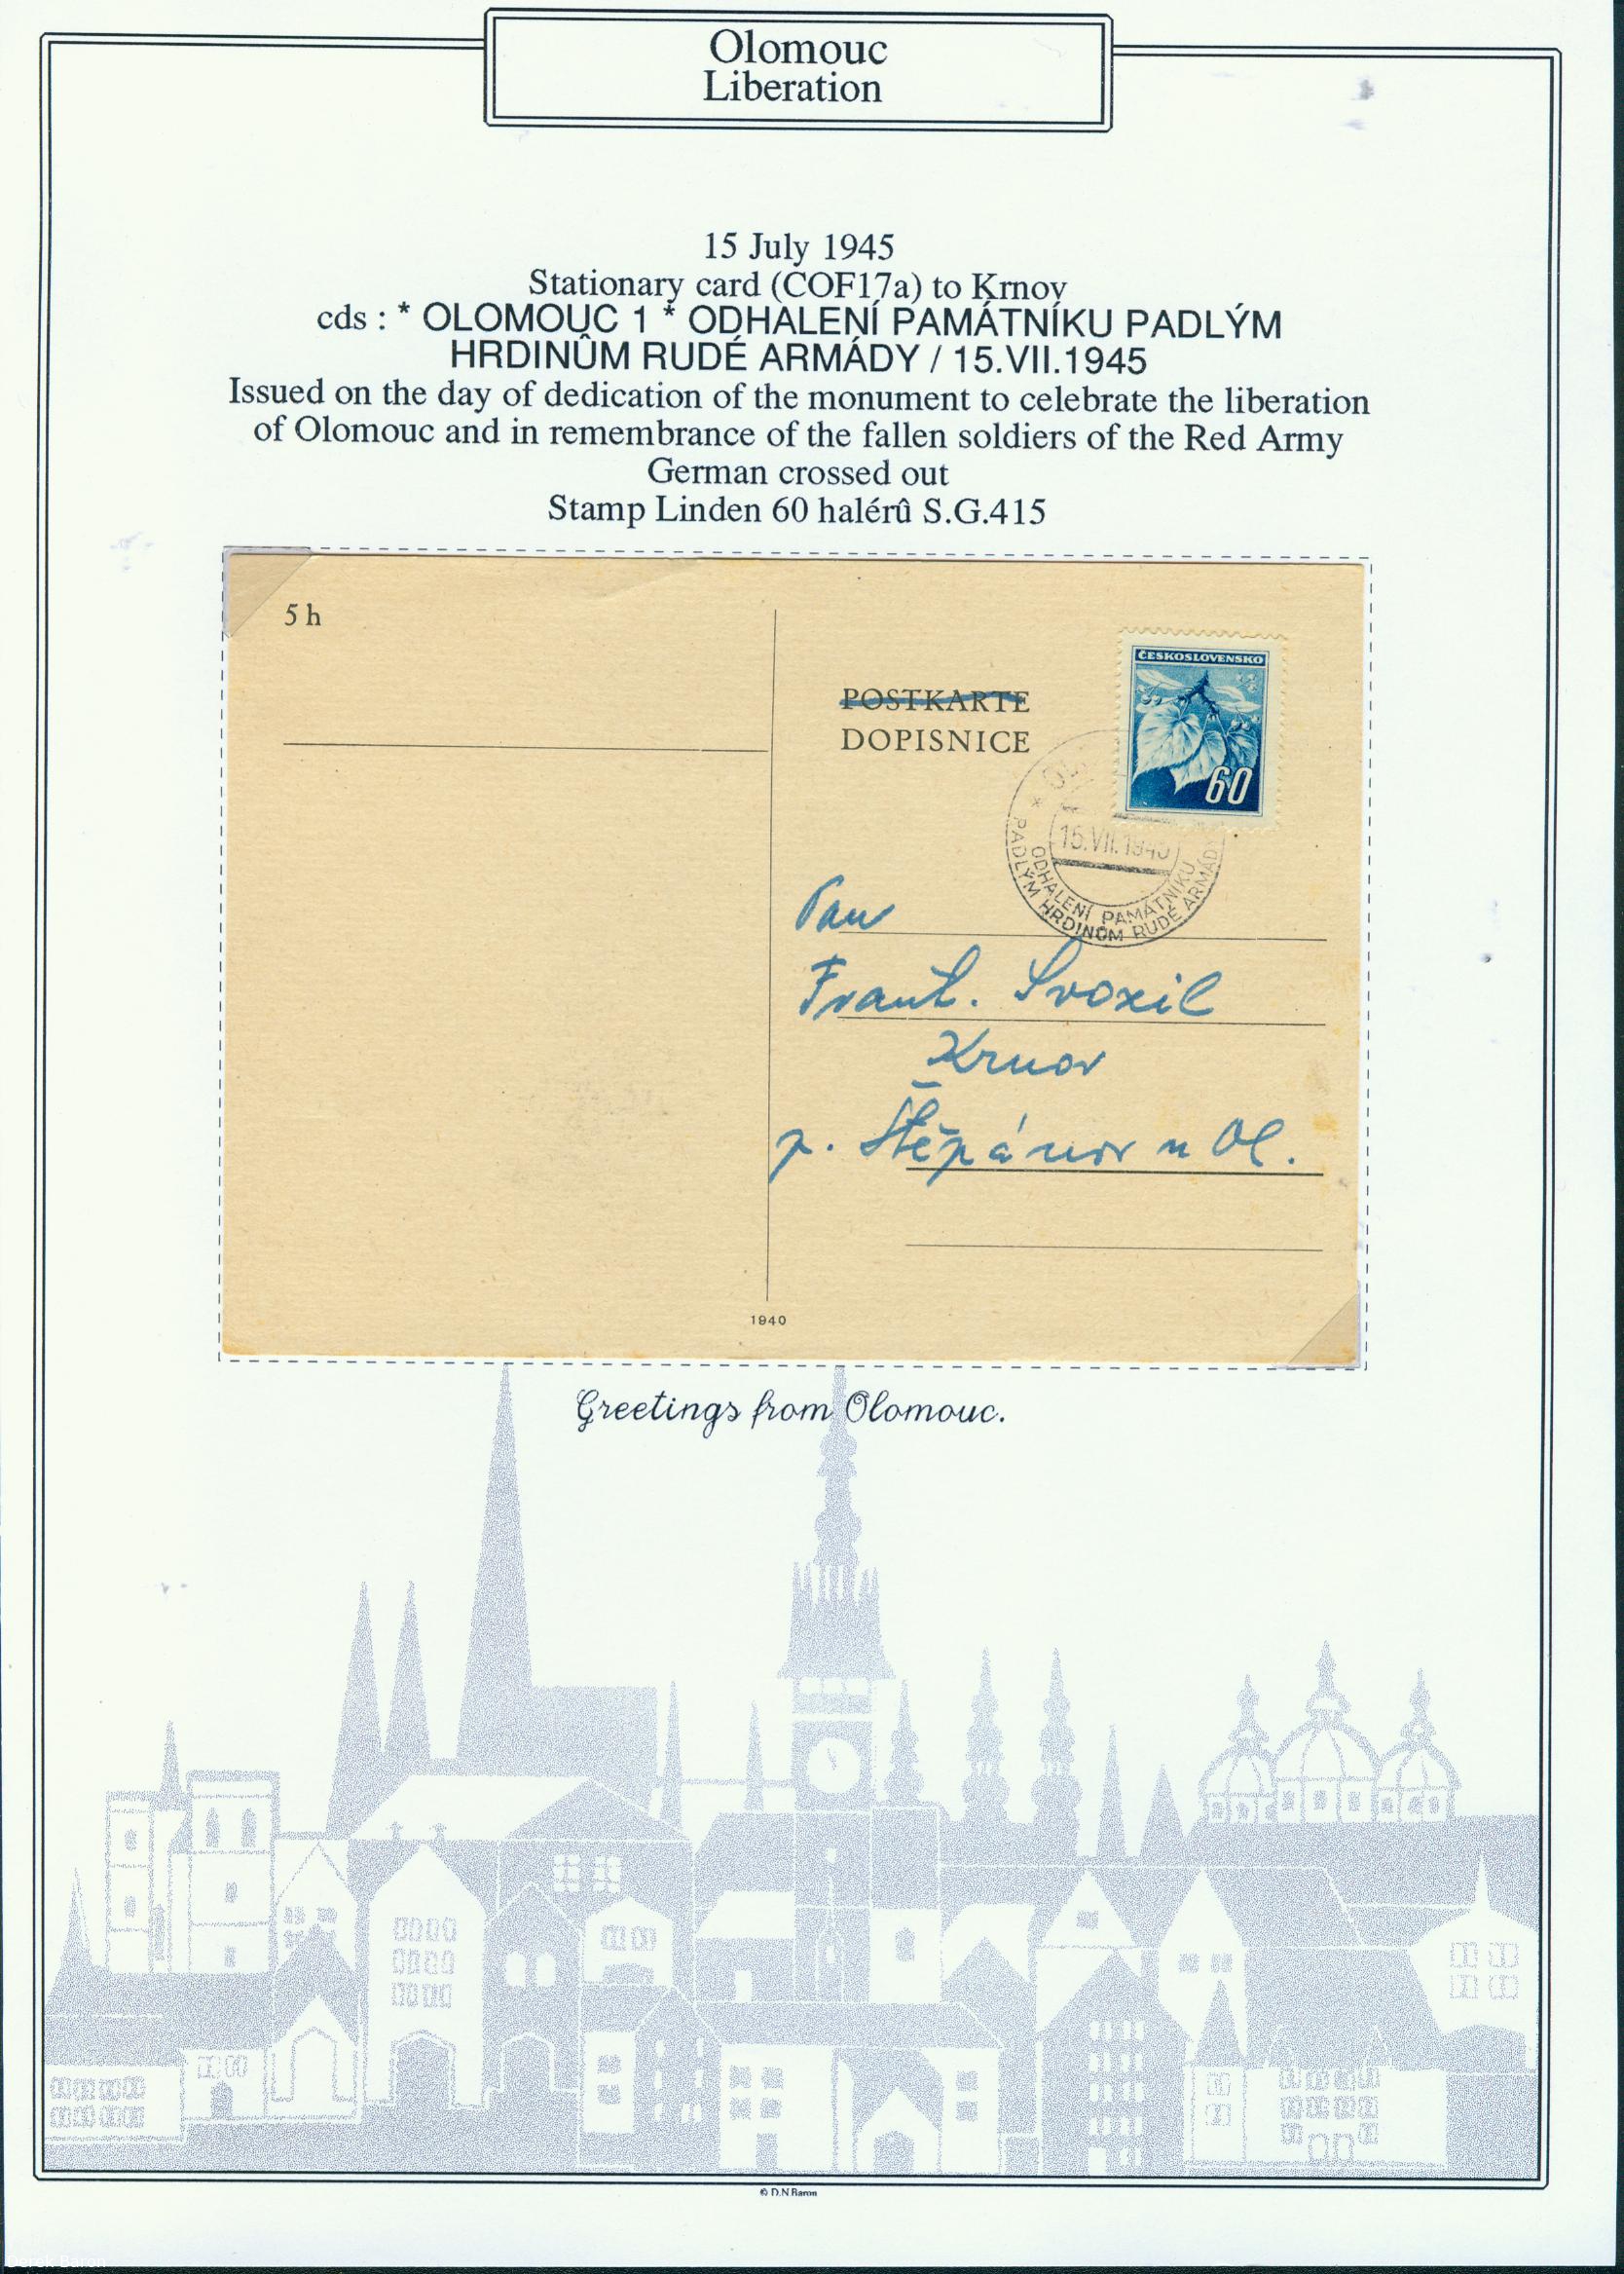 Olomouc
Liberation
15 July 1945
Stationary card (COF17a) to Krnov
cds : * OLOMOUC 1 * ODHALENÍ PAMÁTNÍKU PADLÝM
HRDINÛM RUDÉ ARMÁDY / 15.VII.1945
Issued on the day of dedication of the monument to celebrate the liberation
of Olomouc and in remembrance of the fallen soldiers of the Red Army
German crossed out
Stamp Linden 60 halérû S.G.415
5 h
ČESKOSLOVENSKO
60
POSTKARTE
DOPISNICE
15.VII.1945
ODHALENÍ PAMÁTNÍKU
PADLÝM HRDINŮM RUDÉ ARMÁDY
Pan
Frant. Svozil
Krnov
p. Štěpánov u Ol.
1940
Greetings from Olomouc.
© D.N.Baron
Derek Baron